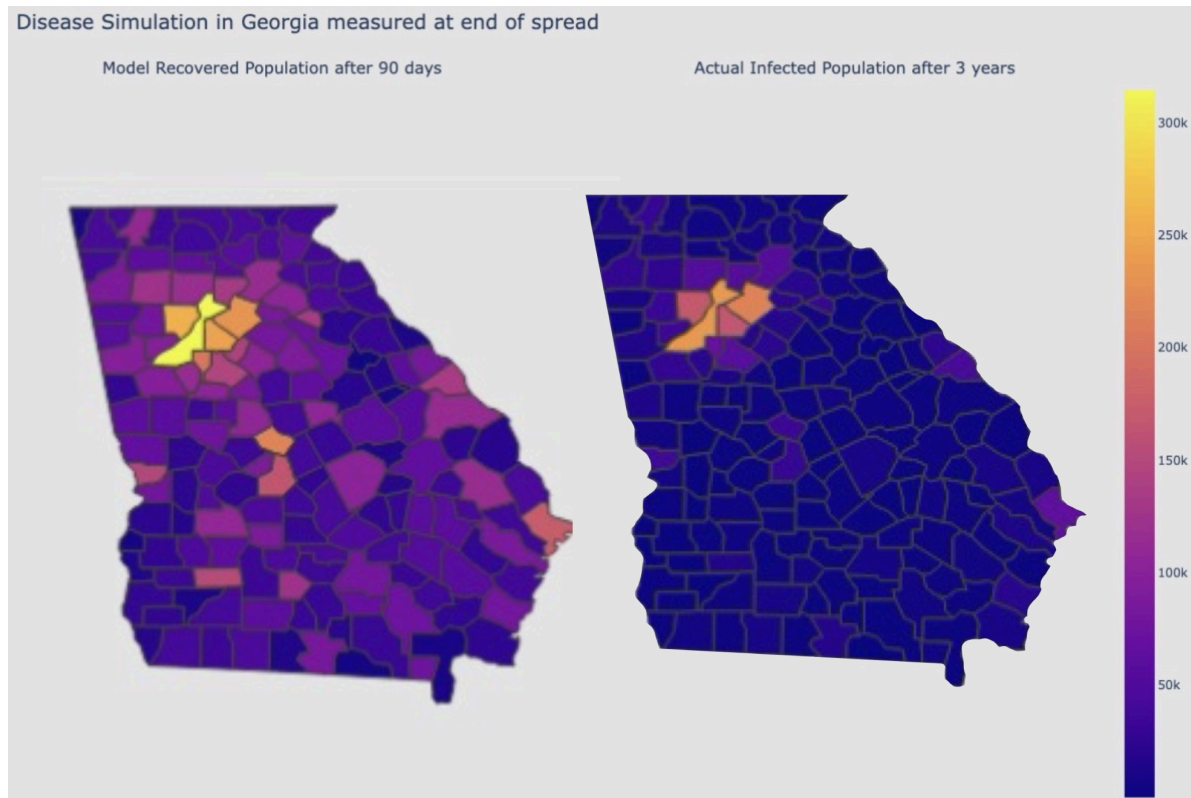 Disease Simulation in Georgia measured at end of spread
Model Recovered Population after 90 days
Actual Infected Population after 3 years
300k
250k
200k
150k
100k
50k